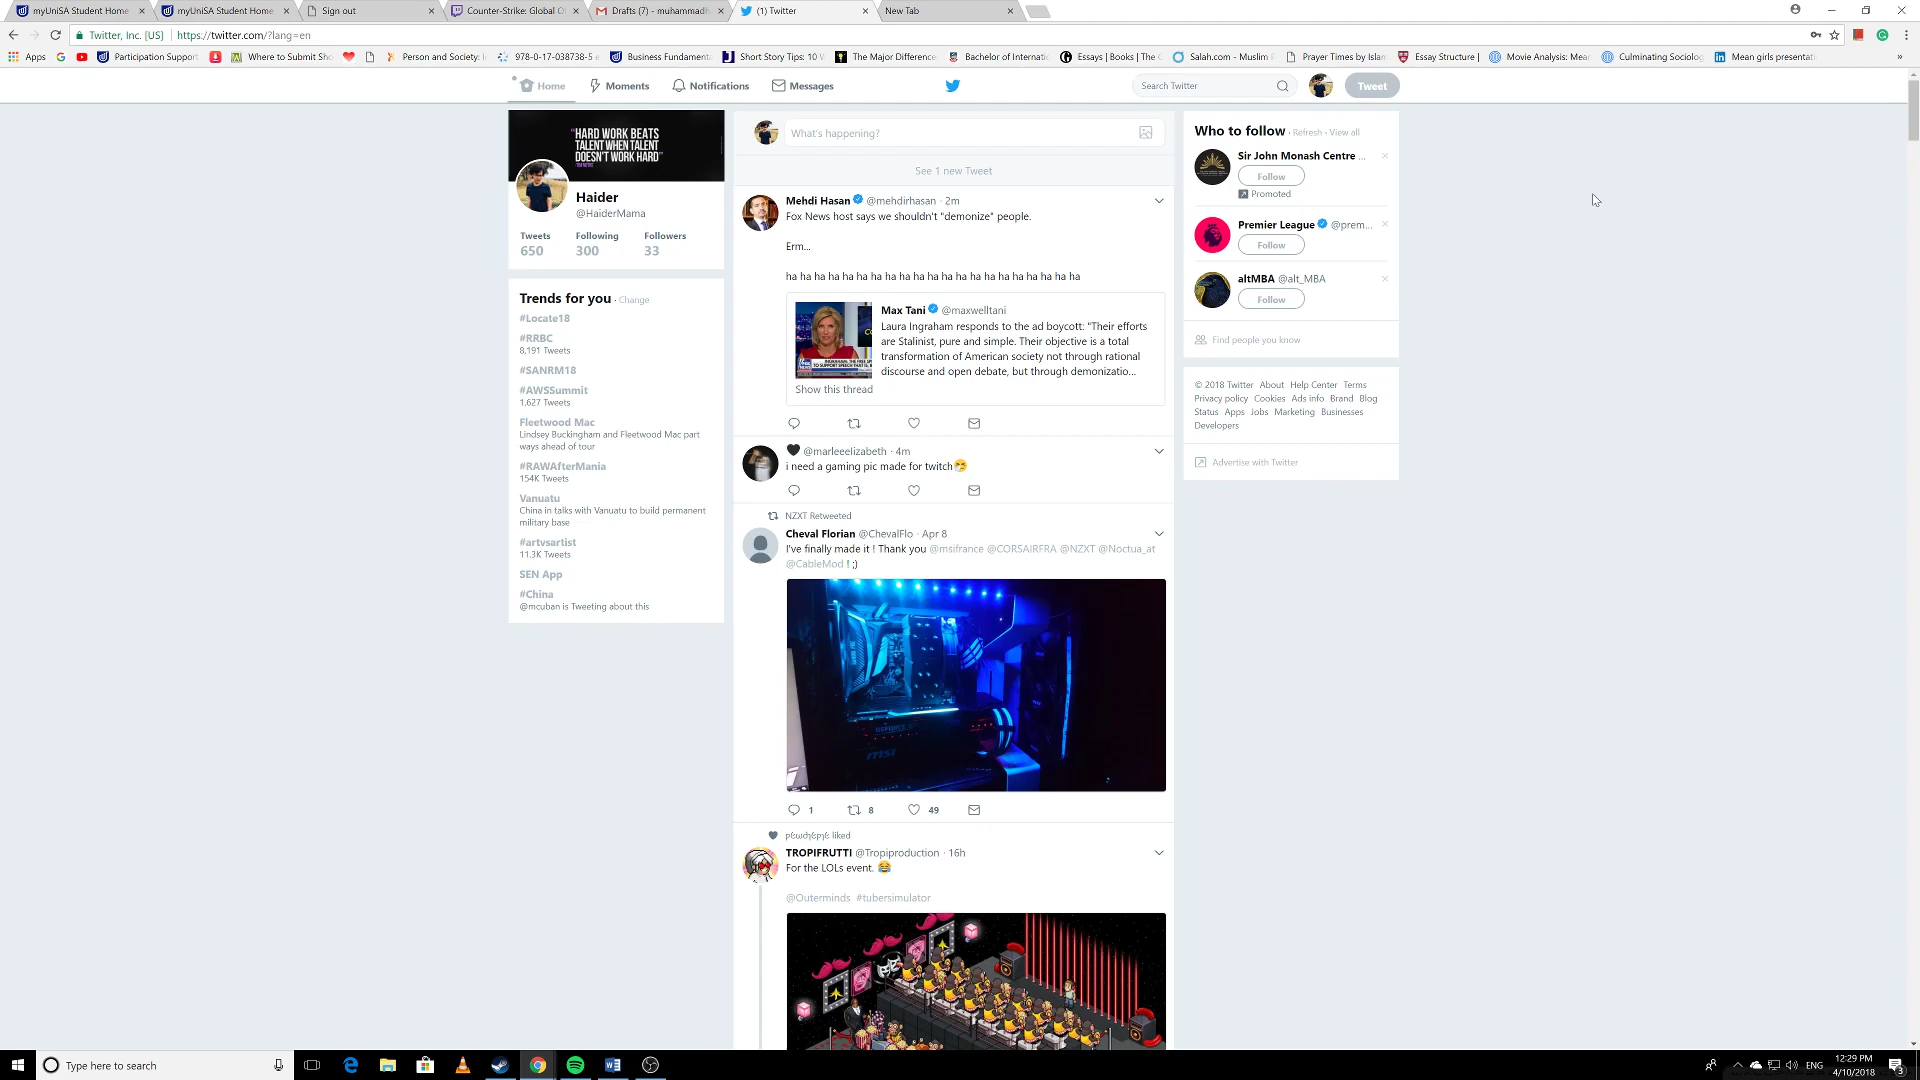 myUniSA Student Home
myUniSA Student Home
Sign out
Counter-Strike: Global O
Drafts (7) - muhammadh
(1) Twitter
New Tab
Twitter, Inc. [US]
https://twitter.com/?lang=en
Apps
Participation Support
Where to Submit Sho
Person and Society: I
978-0-17-038738-5 e
Business Fundament
Short Story Tips: 10 W
The Major Difference
Bachelor of Internatio
Essays | Books | The G
Salah.com - Muslim P
Prayer Times by Islam
Essay Structure |
Movie Analysis: Mean
Culminating Sociolog
Mean girls presentati
»
Home
Moments
Notifications
Messages
Search Twitter
Tweet
"HARD WORK BEATS
TALENT WHEN TALENT
DOESN'T WORK HARD"
Haider
@HaiderMama
Tweets Following Followers
650 300 33
Trends for you · Change
#Locate18
#RRBC
8,191 Tweets
#SANRM18
#AWSSummit
1,627 Tweets
Fleetwood Mac
Lindsey Buckingham and Fleetwood Mac part
ways ahead of tour
#RAWAfterMania
154K Tweets
Vanuatu
China in talks with Vanuatu to build permanent
military base
#artvsartist
11.3K Tweets
SEN App
#China
@mcuban is Tweeting about this
What's happening?
See 1 new Tweet
Mehdi Hasan @mehdirhasan · 2m
Fox News host says we shouldn't "demonize" people.
Erm...
ha ha ha ha ha ha ha ha ha ha ha ha ha ha ha ha ha ha ha ha ha
Max Tani @maxwelltani
Laura Ingraham responds to the ad boycott: "Their efforts
are Stalinist, pure and simple. Their objective is a total
transformation of American society not through rational
discourse and open debate, but through demonizatio...
Show this thread
🖤 @marleeelizabeth · 4m
i need a gaming pic made for twitch🤧
NZXT Retweeted
Cheval Florian @ChevalFlo · Apr 8
I've finally made it ! Thank you @msifrance @CORSAIRFRA @NZXT @Noctua_at
@CableMod ! ;)
GEFORCE
msi
1 8 49
liked
TROPIFRUTTI @Tropiproduction · 16h
For the LOLs event. 😂
@Outerminds #tubersimulator
Who to follow · Refresh · View all
Sir John Monash Centre ...
Follow
Promoted
Premier League @prem...
Follow
altMBA @alt_MBA
Follow
Find people you know
© 2018 Twitter About Help Center Terms
Privacy policy Cookies Ads info Brand Blog
Status Apps Jobs Marketing Businesses
Developers
Advertise with Twitter
Type here to search
ENG
12:29 PM
4/10/2018
3